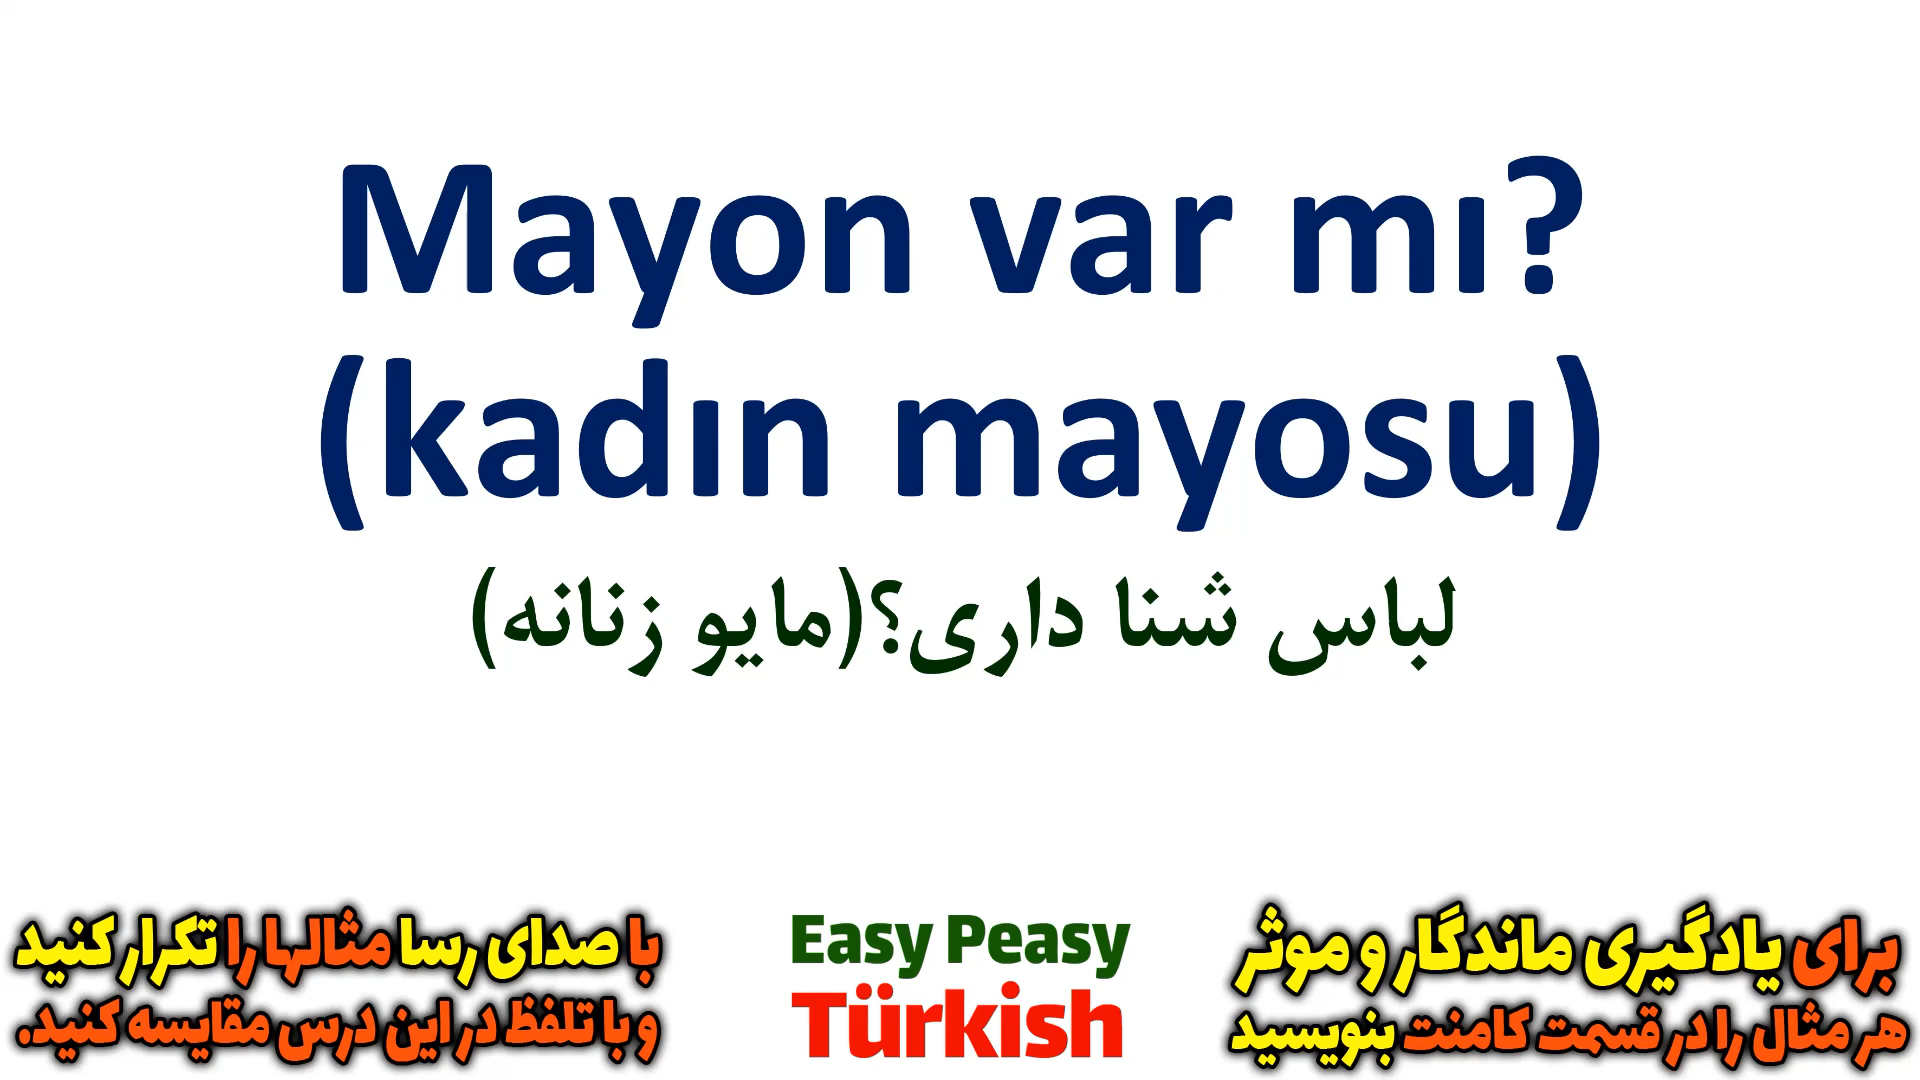 Mayon var mı?
(kadın mayosu)
لباس شنا داری؟(مایو زنانه)
برای یادگیری ماندگار و موثر
هر مثال را در قسمت کامنت بنویسید
Easy Peasy
Türkish
با صدای رسا مثالها را تکرار کنید
و با تلفظ در این درس مقایسه کنید.